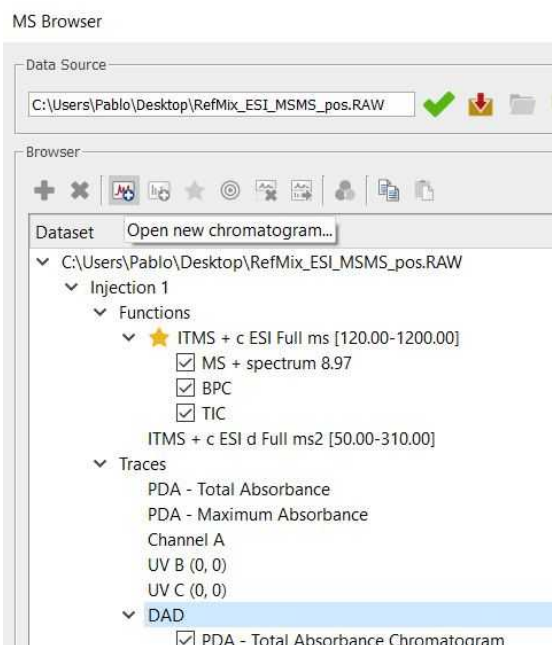 MS Browser
Data Source
C:\Users\Pablo\Desktop\RefMix_ESI_MSMS_pos.RAW
Browser
Dataset
Open new chromatogram...
C:\Users\Pablo\Desktop\RefMix_ESI_MSMS_pos.RAW
Injection 1
Functions
ITMS + c ESI Full ms [120.00-1200.00]
MS + spectrum 8.97
BPC
TIC
ITMS + c ESI d Full ms2 [50.00-310.00]
Traces
PDA - Total Absorbance
PDA - Maximum Absorbance
Channel A
UV B (0, 0)
UV C (0, 0)
DAD
PDA - Total Absorbance Chromatogram